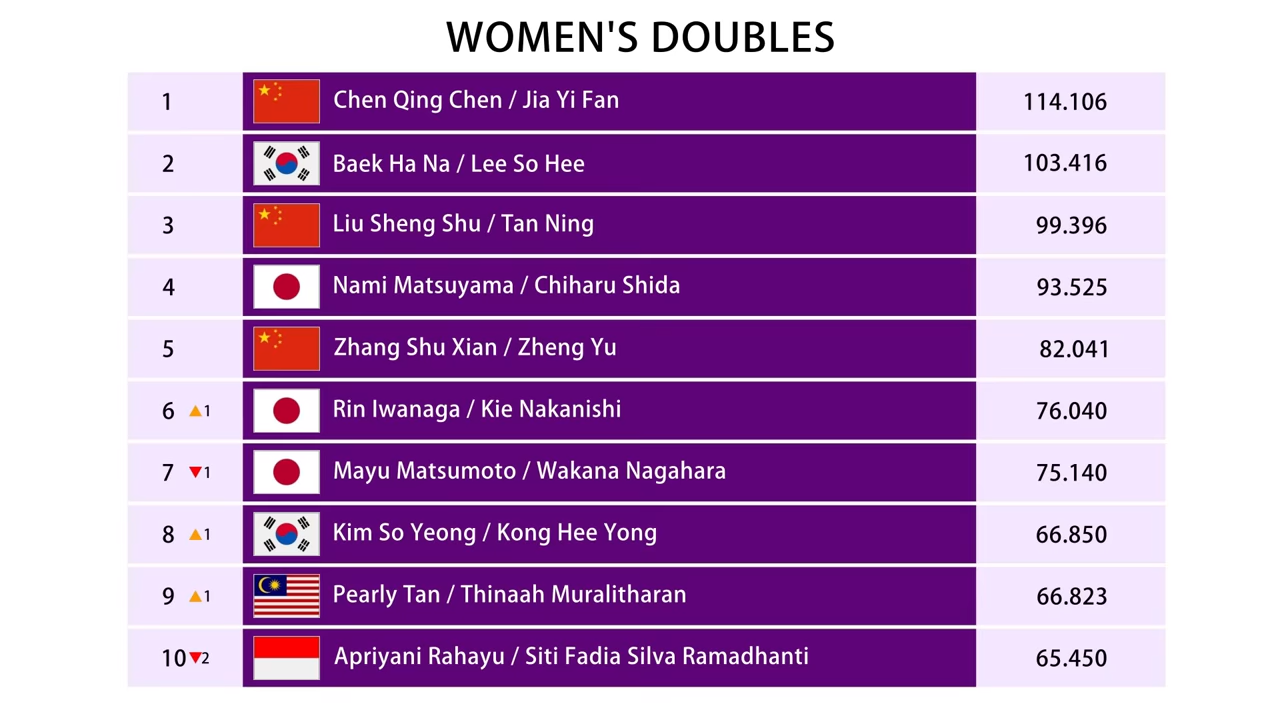 WOMEN'S DOUBLES
1 Chen Qing Chen / Jia Yi Fan 114.106
2 Baek Ha Na / Lee So Hee 103.416
3 Liu Sheng Shu / Tan Ning 99.396
4 Nami Matsuyama / Chiharu Shida 93.525
5 Zhang Shu Xian / Zheng Yu 82.041
6 ▲1 Rin Iwanaga / Kie Nakanishi 76.040
7 ▼1 Mayu Matsumoto / Wakana Nagahara 75.140
8 ▲1 Kim So Yeong / Kong Hee Yong 66.850
9 ▲1 Pearly Tan / Thinaah Muralitharan 66.823
10 ▼2 Apriyani Rahayu / Siti Fadia Silva Ramadhanti 65.450